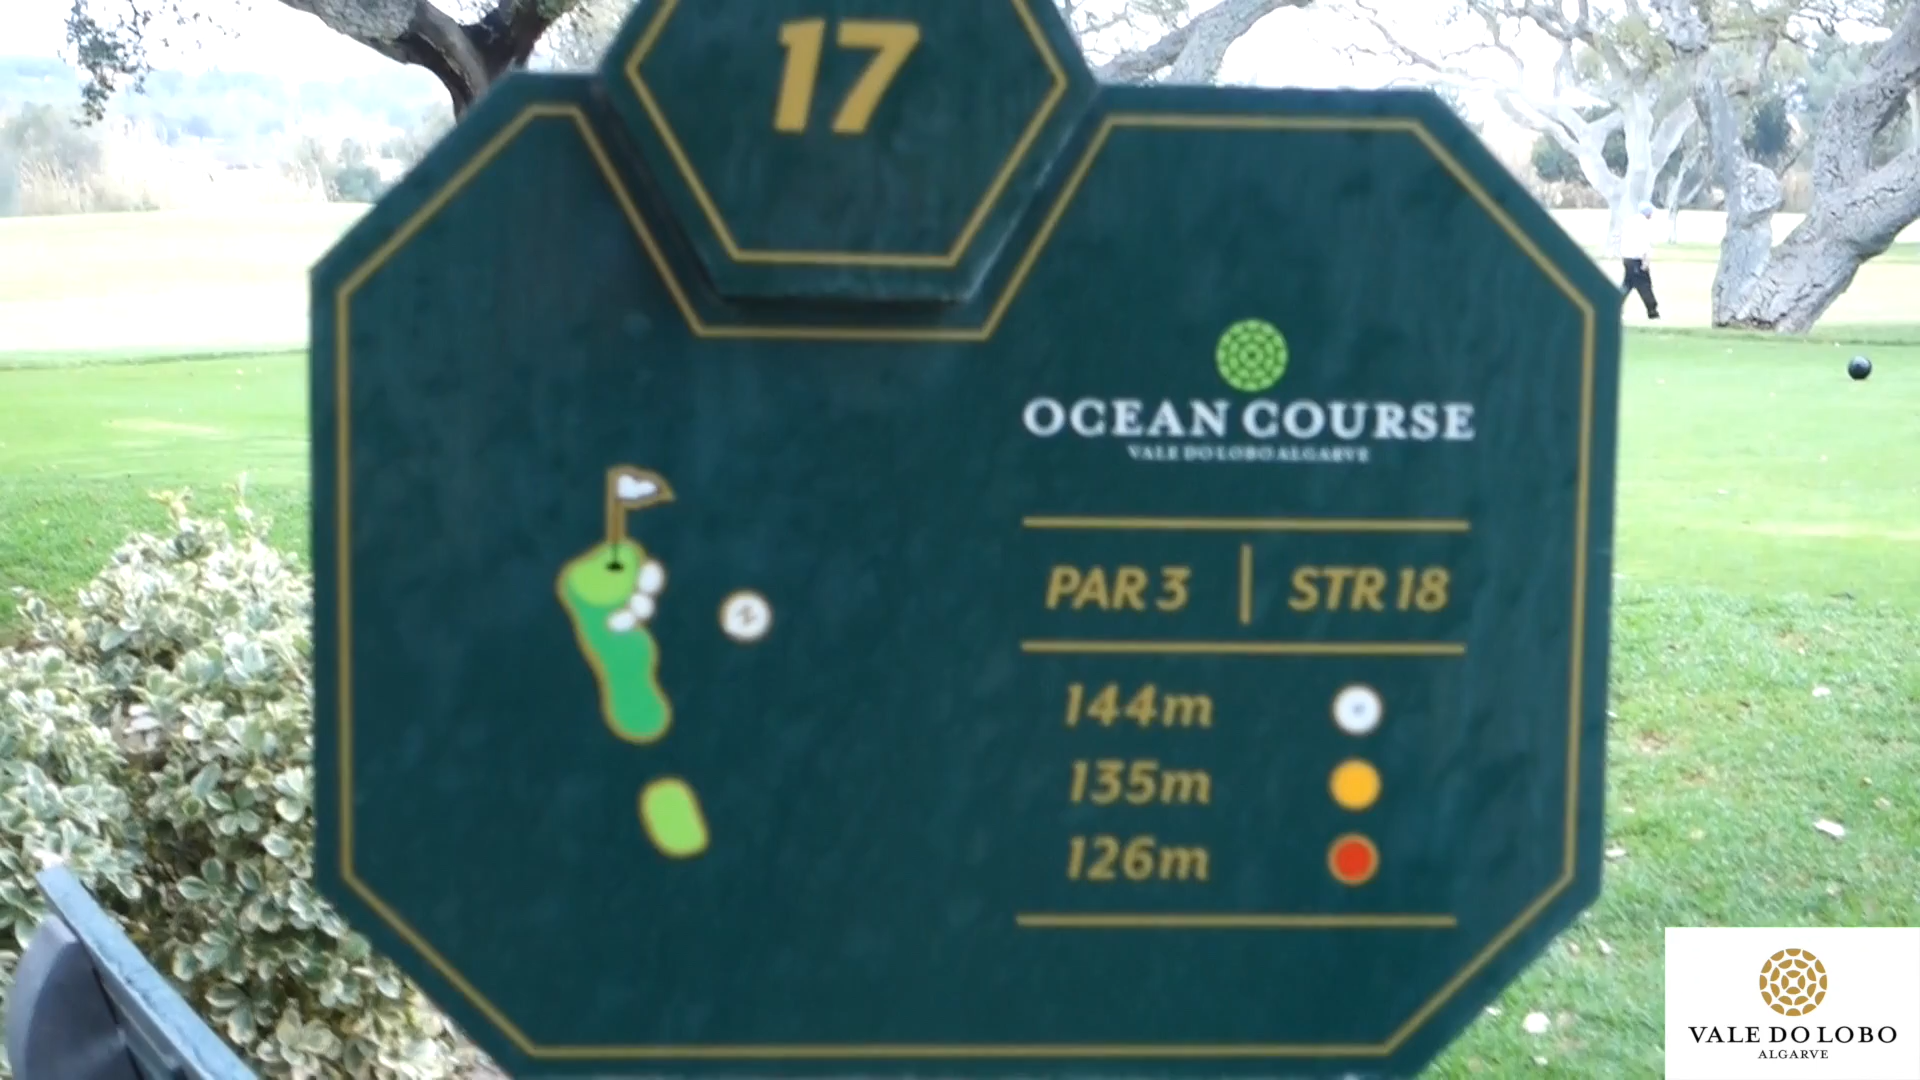 17
OCEAN COURSE
VALE DO LOBO ALGARVE
PAR 3 | STR 18
144m
135m
126m
VALE DO LOBO
ALGARVE